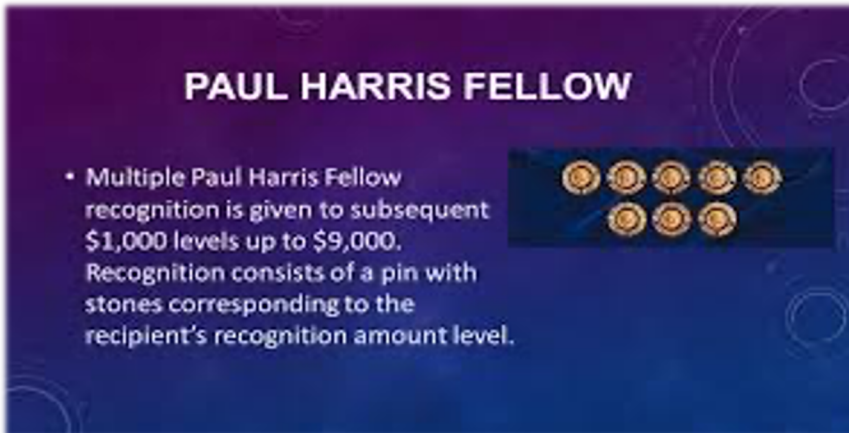 PAUL HARRIS FELLOW
• Multiple Paul Harris Fellow
recognition is given to subsequent
$1,000 levels up to $9,000.
Recognition consists of a pin with
stones corresponding to the
recipient's recognition amount level.